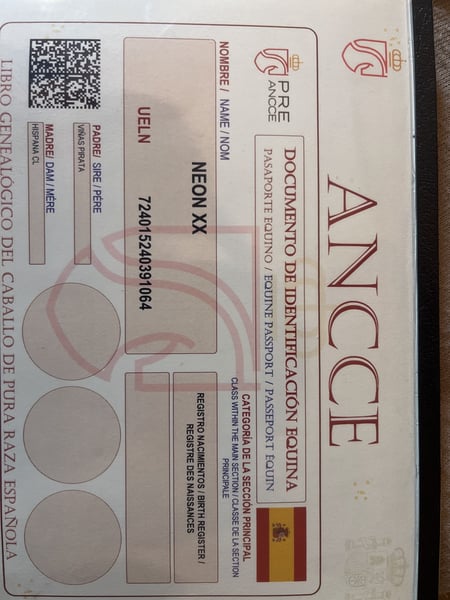 ANCCE
PRE
ANCCE
DOCUMENTO DE IDENTIFICACIÓN EQUINA
PASAPORTE EQUINO / EQUINE PASSPORT / PASSEPORT ÉQUIN
NOMBRE / NAME / NOM
NEON XX
UELN 724015240391064
CATEGORÍA DE LA SECCIÓN PRINCIPAL
CLASS WITHIN THE MAIN SECTION / CLASSE DE LA SECTION
PRINCIPALE
REGISTRO NACIMIENTOS / BIRTH REGISTER /
REGISTRE DES NAISSANCES
PADRE/ SIRE / PÈRE
VIÑAS PIRATA
MADRE/ DAM / MÈRE
HISPANA CL
LIBRO GENEALÓGICO DEL CABALLO DE PURA RAZA ESPAÑOLA